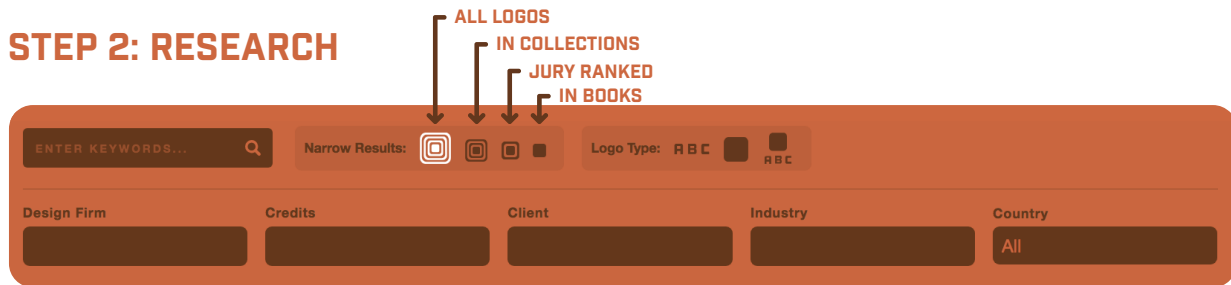 ALL LOGOS
STEP 2: RESEARCH
IN COLLECTIONS
JURY RANKED
IN BOOKS
ENTER KEYWORDS...
Narrow Results:
Logo Type: ABC
ABC
Design Firm
Credits
Client
Industry
Country
All